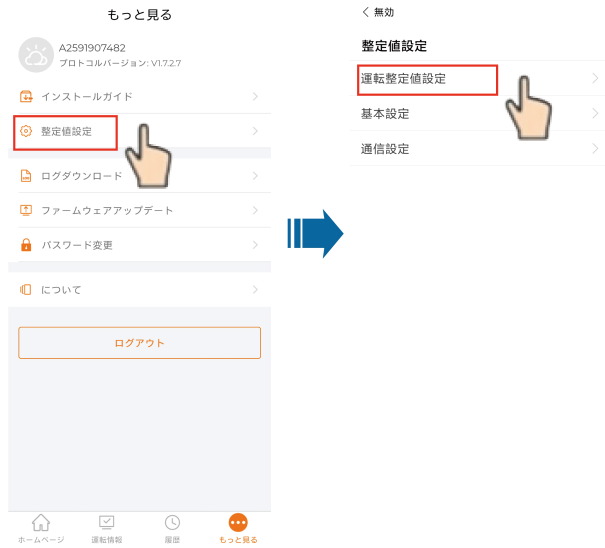 もっと見る
A2591907482
プロトコルバージョン: V1.7.2.7
インストールガイド
整定値設定
ログダウンロード
ファームウェアアップデート
パスワード変更
について
ログアウト
ホームページ
運転情報
履歴
もっと見る
無効
整定値設定
運転整定値設定
基本設定
通信設定